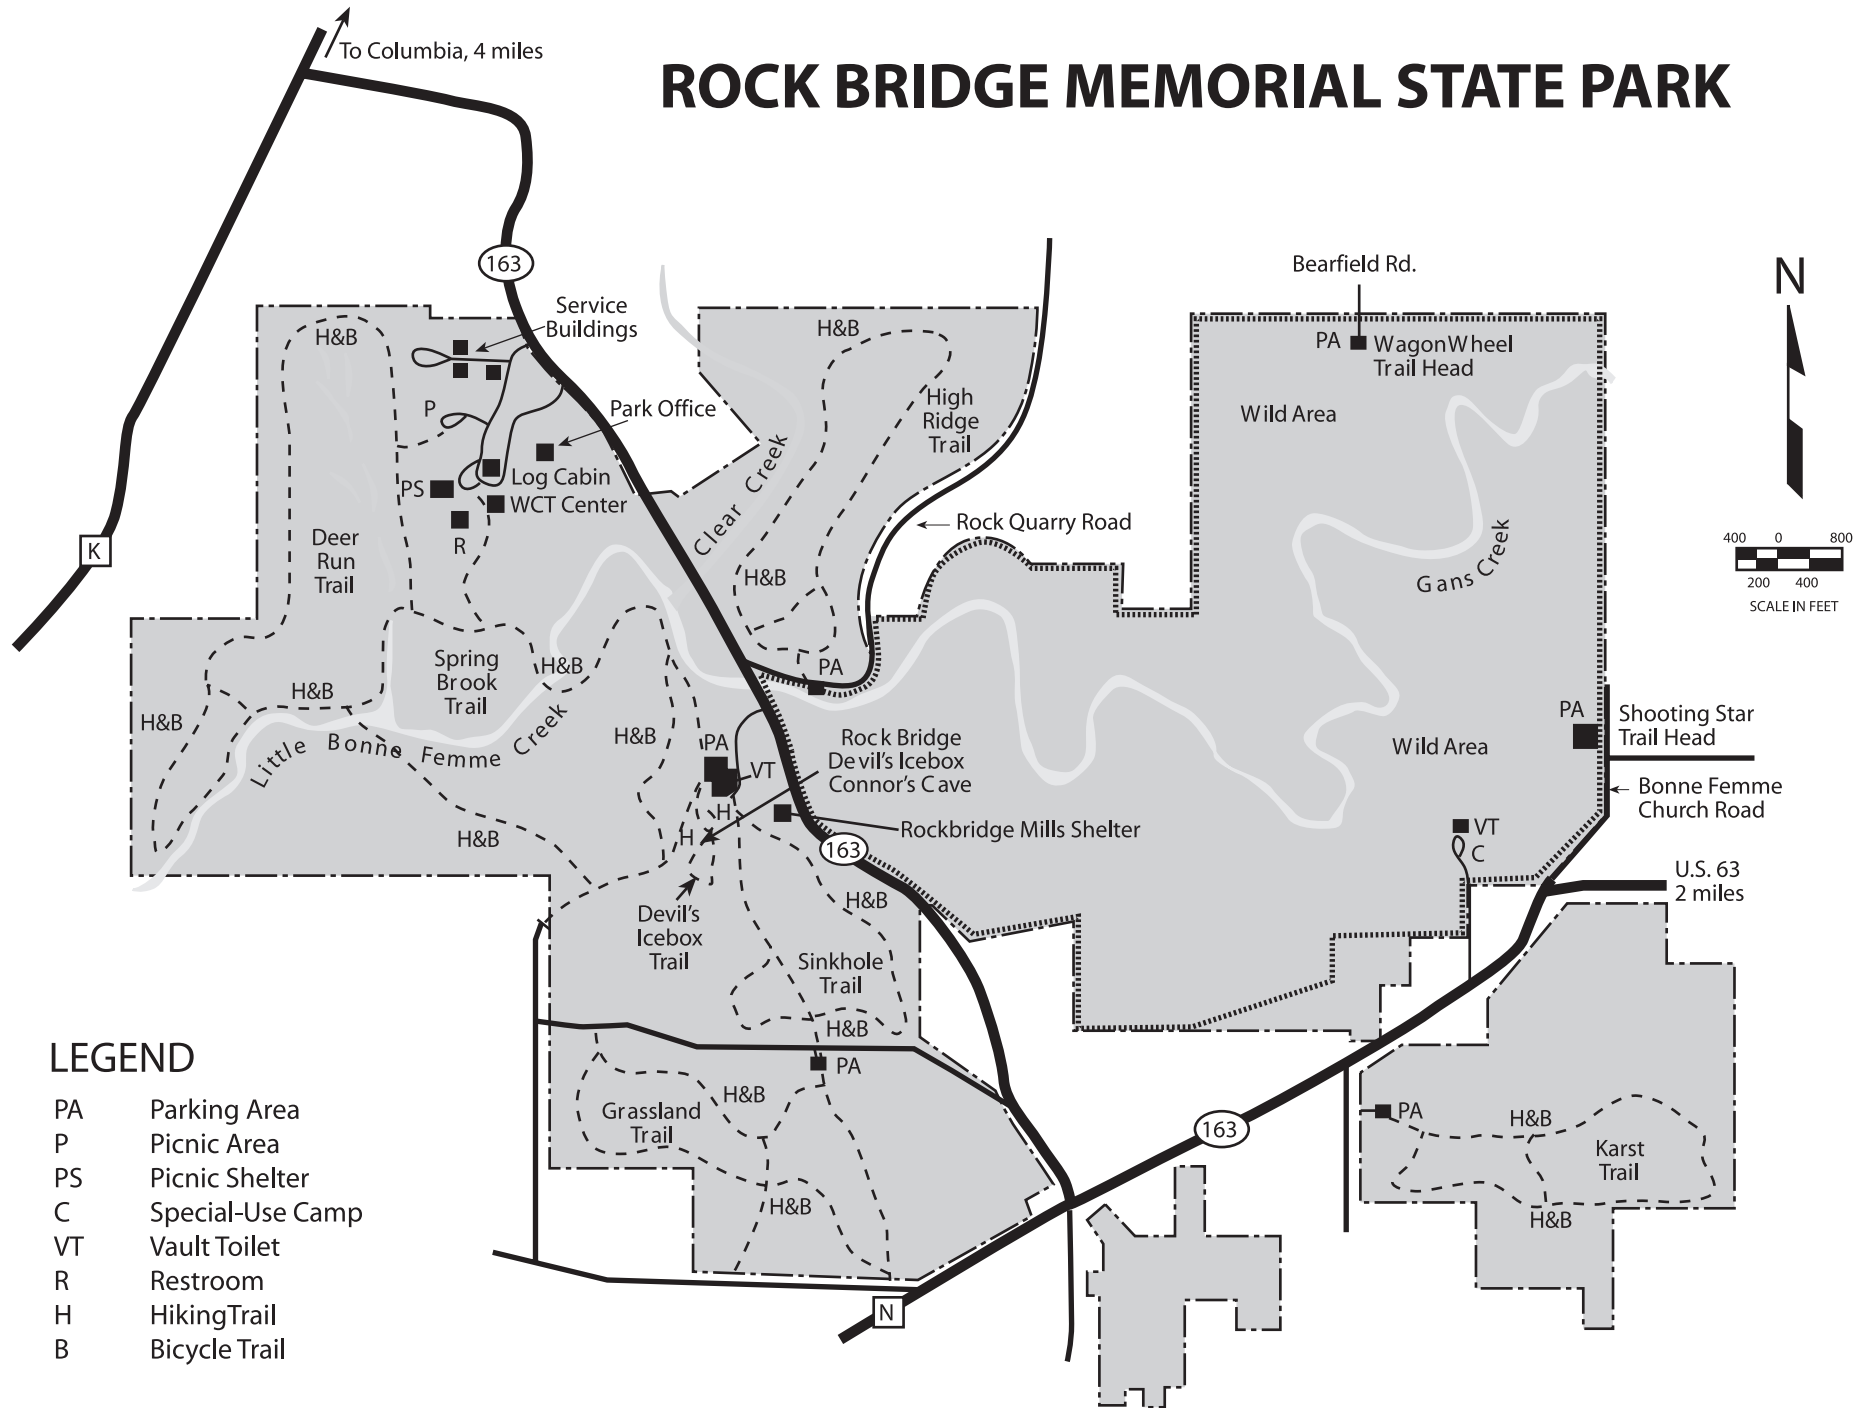 To Columbia, 4 miles
ROCK BRIDGE MEMORIAL STATE PARK
163
Service
Buildings
Bearfield Rd.
N
H&B
H&B
PA
WagonWheel
Trail Head
P
Park Office
High
Ridge
Trail
Wild Area
Clear Creek
Log Cabin
PS
WCT Center
R
Rock Quarry Road
K
Deer
Run
Trail
H&B
Gans Creek
400 0 800
200 400
SCALE IN FEET
Spring
Brook
Trail
H&B
PA
H&B
H&B
Little Bonne Femme Creek
H&B
PA
VT
Rock Bridge
Devil's Icebox
Connor's Cave
Wild Area
PA
Shooting Star
Trail Head
Bonne Femme
Church Road
H
H
H&B
Rockbridge Mills Shelter
163
VT
C
U.S. 63
2 miles
H&B
Devil's
Icebox
Trail
Sinkhole
Trail
H&B
PA
H&B
Grassland
Trail
H&B
163
PA
H&B
Karst
Trail
H&B
N
LEGEND
PA Parking Area
P Picnic Area
PS Picnic Shelter
C Special-Use Camp
VT Vault Toilet
R Restroom
H HikingTrail
B Bicycle Trail